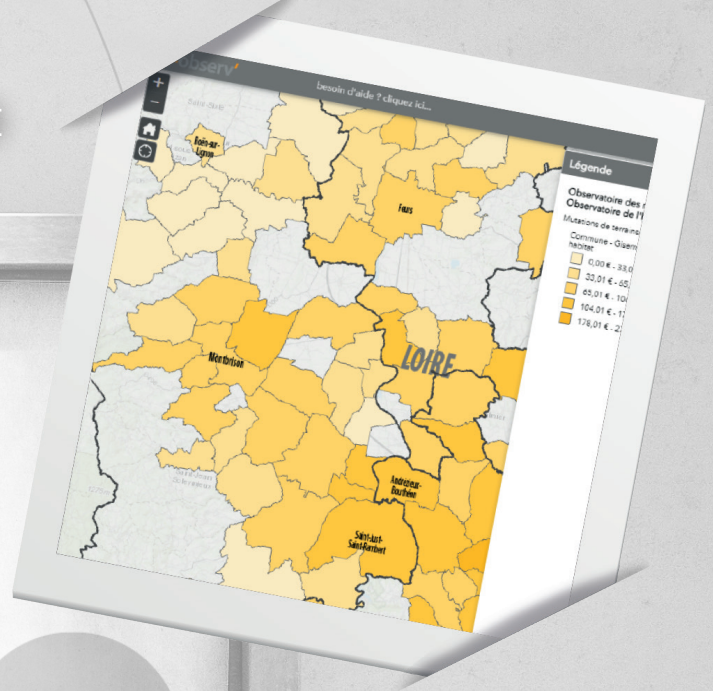 observ'
besoin d'aide ? cliquez ici...
+
−
Boën-sur-
Lignon
Feurs
Légende
Observatoire des
Observatoire de l'
Mutations de terrains
Commune - Gisem
habitat
0,00 € - 33,0
33,01 € - 65
65,01 € - 10
104,01 € - 17
178,01 € - 2
LOIRE
Montbrison
Andrézieux-
Bouthéon
Saint-Just-
Saint-Rambert